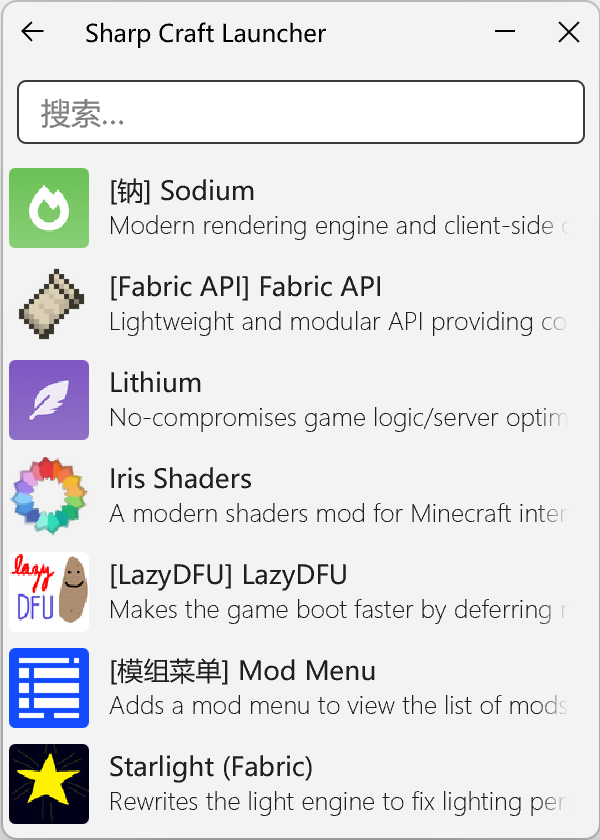 Sharp Craft Launcher
搜索...
[钠] Sodium
Modern rendering engine and client-side
[Fabric API] Fabric API
Lightweight and modular API providing co
Lithium
No-compromises game logic/server optim
Iris Shaders
A modern shaders mod for Minecraft inter
lazy
DFU
[LazyDFU] LazyDFU
Makes the game boot faster by deferring
[模组菜单] Mod Menu
Adds a mod menu to view the list of mods
Starlight (Fabric)
Rewrites the light engine to fix lighting per